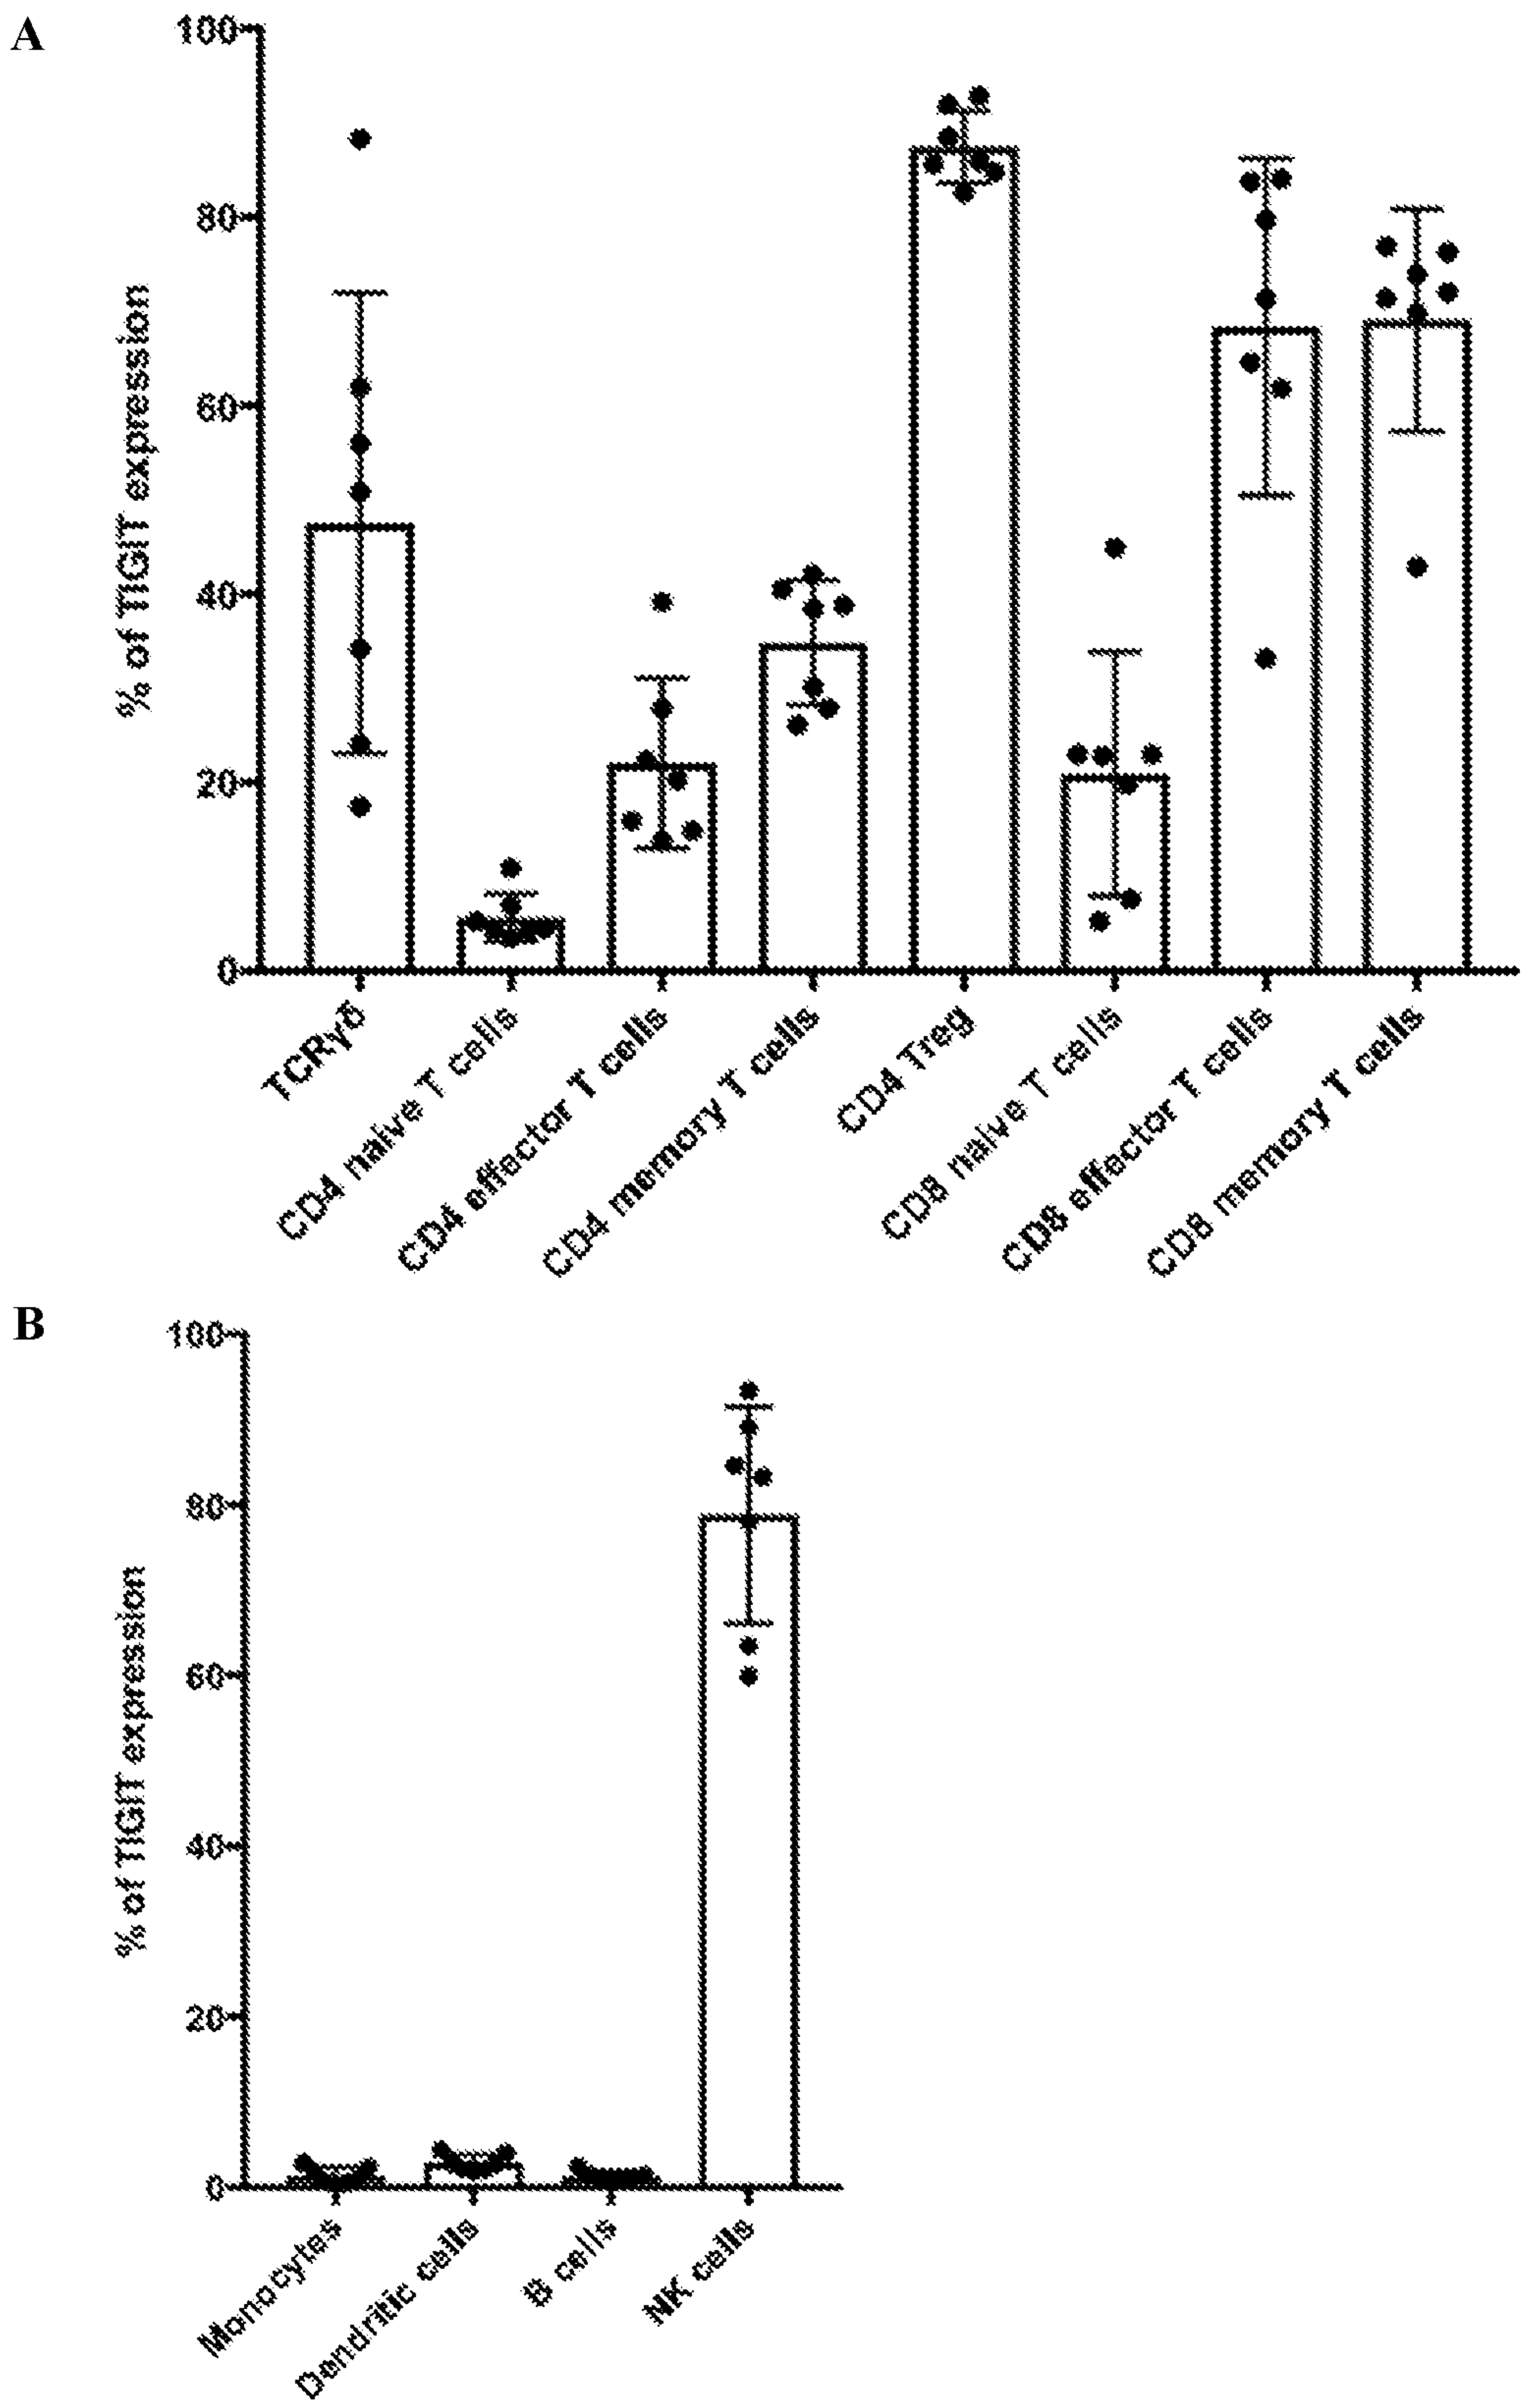 A
100
80
60
40
20
0
% of TIGIT expression
TCRγδ
CD4 naive T cells
CD4 effector T cells
CD4 memory T cells
CD4 Treg
CD8 naive T cells
CD8 effector T cells
CD8 memory T cells
B
100
80
60
40
20
0
% of TIGIT expression
Monocytes
Dendritic cells
B cells
NK cells